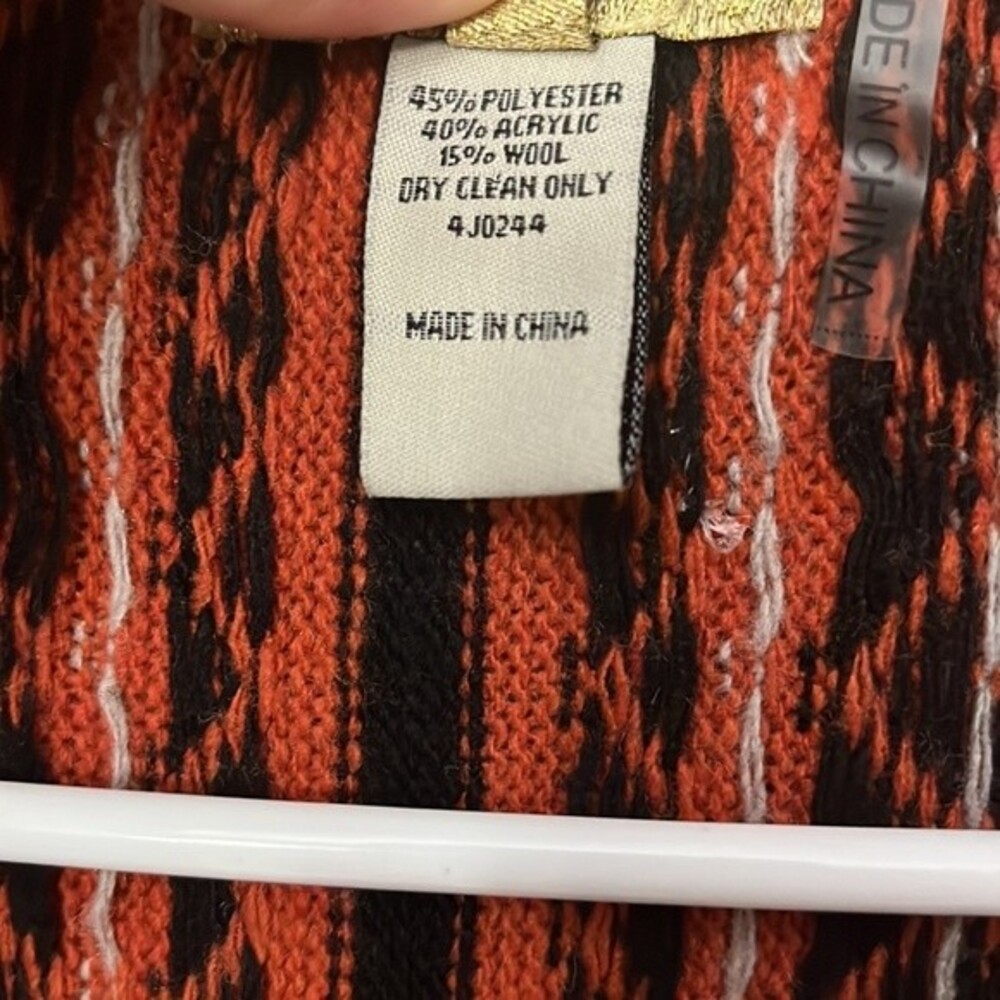 45% POLYESTER
40% ACRYLIC
15% WOOL
DRY CLEAN ONLY
4J0244
MADE IN CHINA
DE IN CHINA